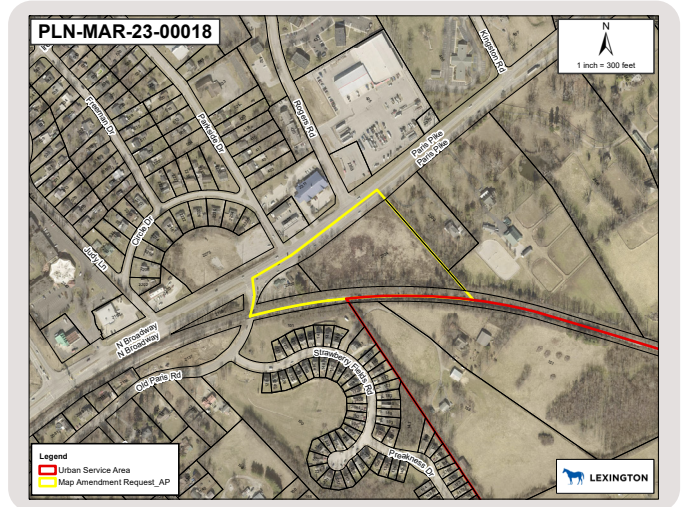 PLN-MAR-23-00018
N
1 inch = 300 feet
Kingston Rd
Freeman Dr
Parkside Dr
Rogers Rd
Paris Pike
Paris Pike
Circle Dr
Judy Ln
N Broadway
N Broadway
Old Paris Rd
Strawberry Fields Rd
Preakness Dr
Legend
Urban Service Area
Map Amendment Request_AP
LEXINGTON